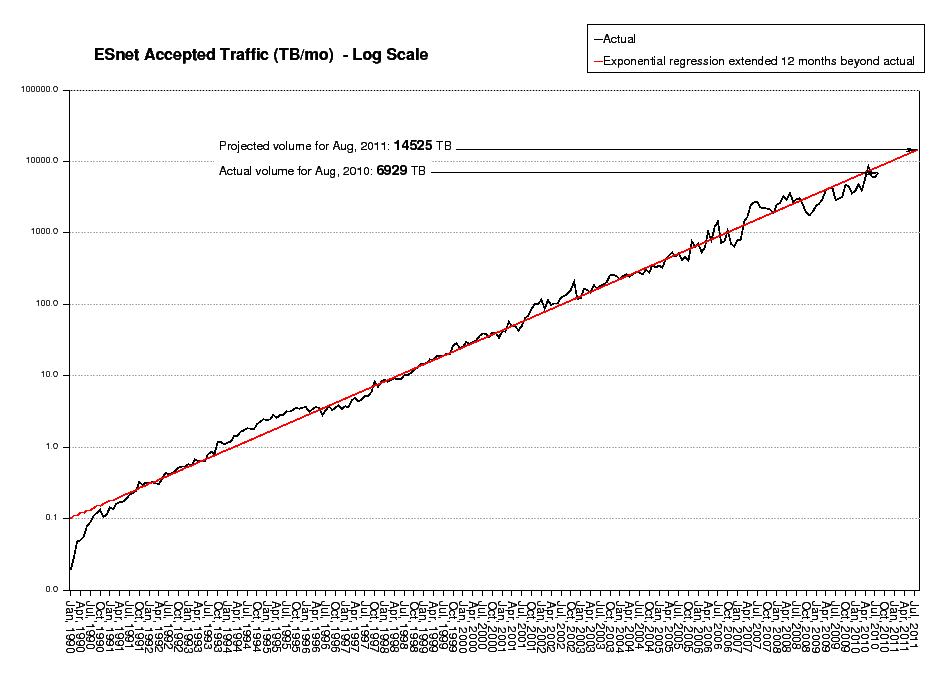 ESnet Accepted Traffic (TB/mo) - Log Scale
Actual
Exponential regression extended 12 months beyond actual
100000.0
Projected volume for Aug, 2011: 14525 TB
10000.0
Actual volume for Aug, 2010: 6929 TB
1000.0
100.0
10.0
1.0
0.1
0.0
Jan, 1990
Apr, 1990
Jul, 1990
Oct, 1990
Jan, 1991
Apr, 1991
Jul, 1991
Oct, 1991
Jan, 1992
Apr, 1992
Jul, 1992
Oct, 1992
Jan, 1993
Apr, 1993
Jul, 1993
Oct, 1993
Jan, 1994
Apr, 1994
Jul, 1994
Oct, 1994
Jan, 1995
Apr, 1995
Jul, 1995
Oct, 1995
Jan, 1996
Apr, 1996
Jul, 1996
Oct, 1996
Jan, 1997
Apr, 1997
Jul, 1997
Oct, 1997
Jan, 1998
Apr, 1998
Jul, 1998
Oct, 1998
Jan, 1999
Apr, 1999
Jul, 1999
Oct, 1999
Jan, 2000
Apr, 2000
Jul, 2000
Oct, 2000
Jan, 2001
Apr, 2001
Jul, 2001
Oct, 2001
Jan, 2002
Apr, 2002
Jul, 2002
Oct, 2002
Jan, 2003
Apr, 2003
Jul, 2003
Oct, 2003
Jan, 2004
Apr, 2004
Jul, 2004
Oct, 2004
Jan, 2005
Apr, 2005
Jul, 2005
Oct, 2005
Jan, 2006
Apr, 2006
Jul, 2006
Oct, 2006
Jan, 2007
Apr, 2007
Jul, 2007
Oct, 2007
Jan, 2008
Apr, 2008
Jul, 2008
Oct, 2008
Jan, 2009
Apr, 2009
Jul, 2009
Oct, 2009
Jan, 2010
Apr, 2010
Jul, 2010
Oct, 2010
Jan, 2011
Apr, 2011
Jul, 2011